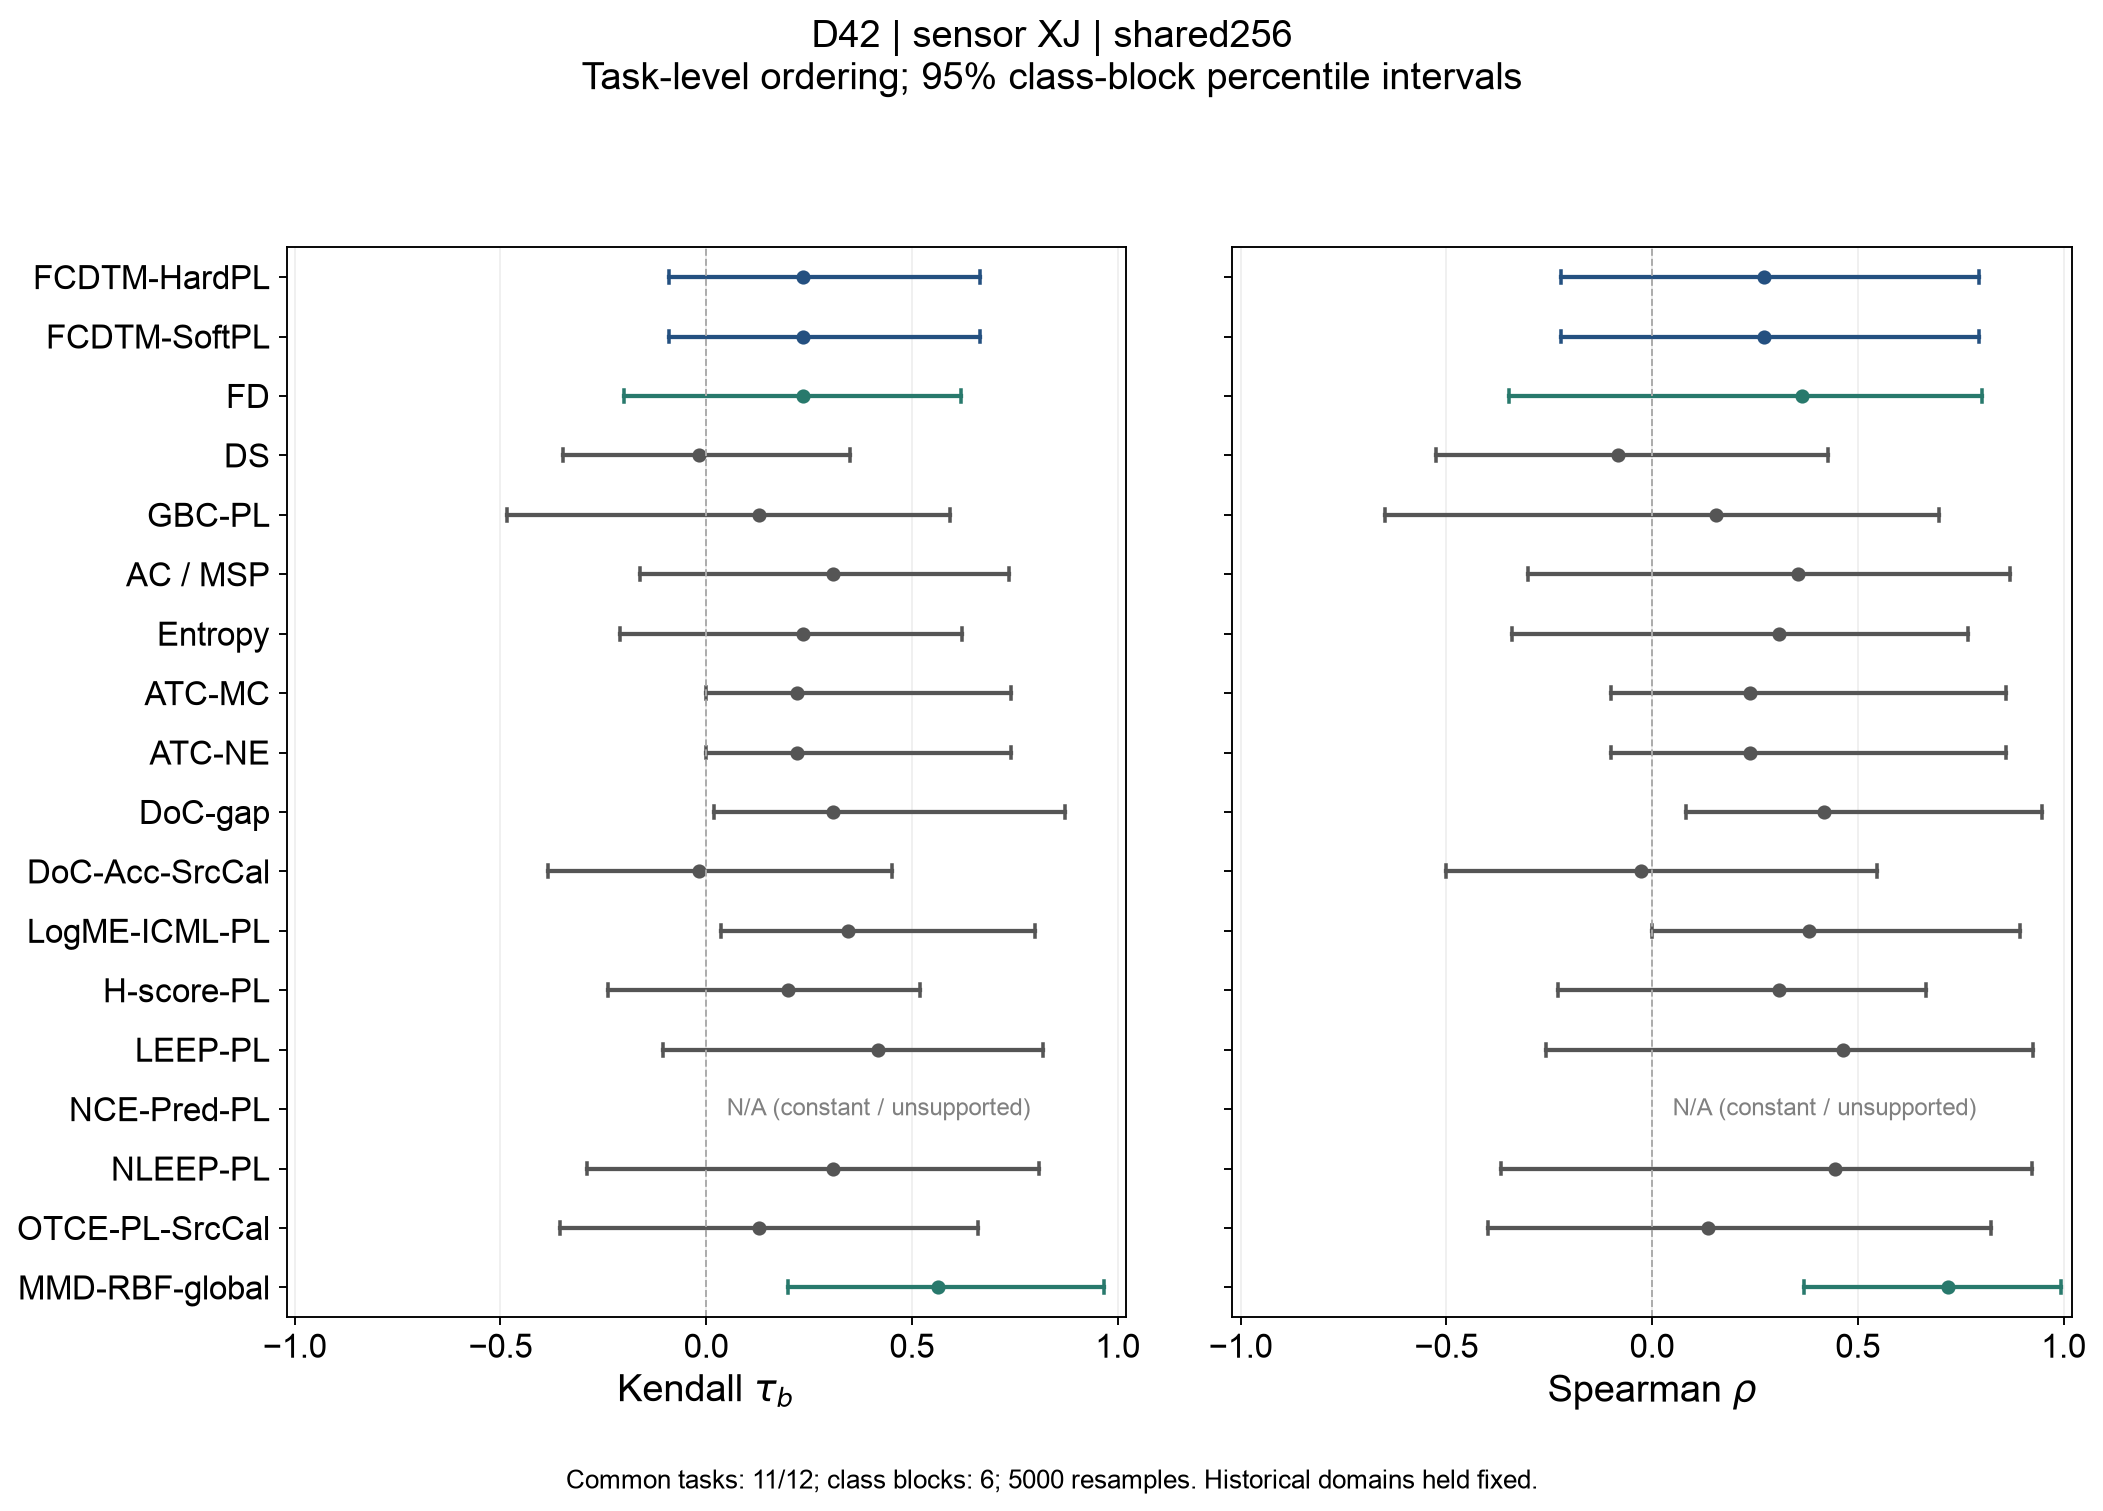 D42 | sensor XJ | shared256
Task-level ordering; 95% class-block percentile intervals
FCDTM-HardPL
FCDTM-SoftPL
FD
DS
GBC-PL
AC / MSP
Entropy
ATC-MC
ATC-NE
DoC-gap
DoC-Acc-SrcCal
LogME-ICML-PL
H-score-PL
LEEP-PL
NCE-Pred-PL
NLEEP-PL
OTCE-PL-SrcCal
MMD-RBF-global
N/A (constant / unsupported)
−1.0 −0.5 0.0 0.5 1.0
Kendall τb
N/A (constant / unsupported)
−1.0 −0.5 0.0 0.5 1.0
Spearman ρ
Common tasks: 11/12; class blocks: 6; 5000 resamples. Historical domains held fixed.